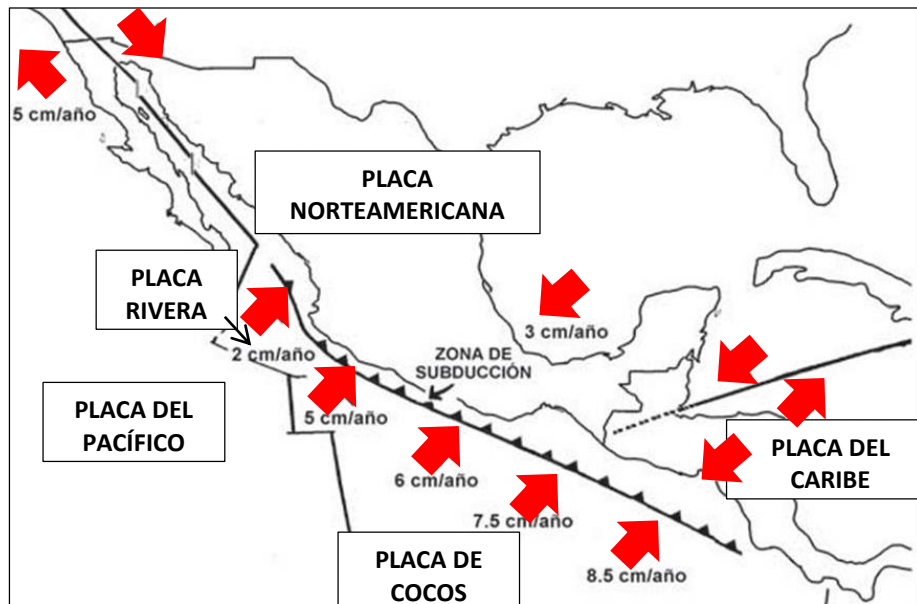 5 cm/año
PLACA
NORTEAMERICANA
PLACA
RIVERA
2 cm/año
3 cm/año
ZONA DE
SUBDUCCIÓN
5 cm/año
PLACA DEL
PACÍFICO
6 cm/año
7.5 cm/año
8.5 cm/año
PLACA DEL
CARIBE
PLACA DE
COCOS